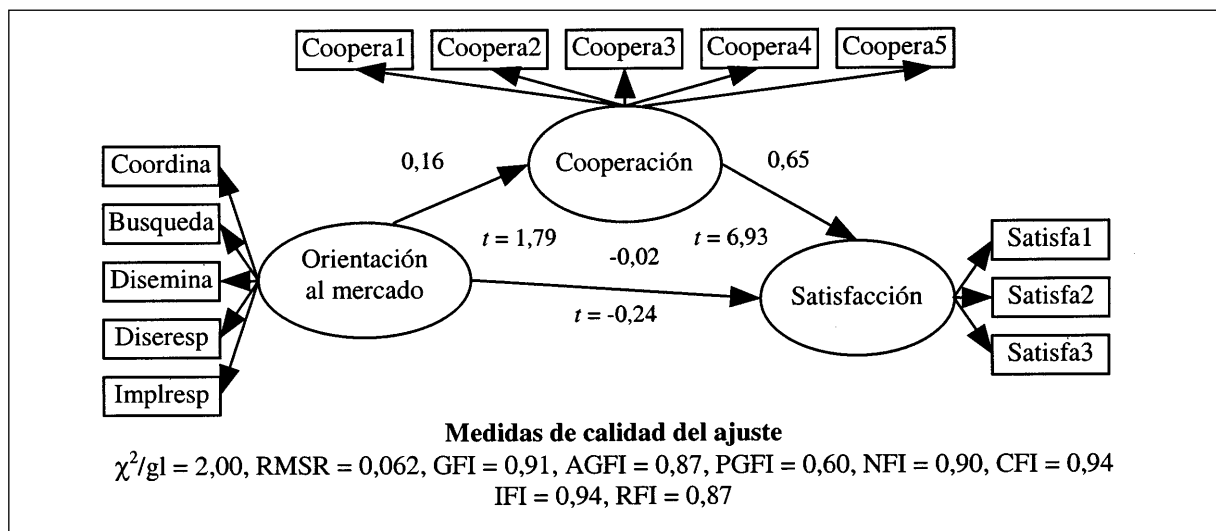 Coopera1 Coopera2 Coopera3 Coopera4 Coopera5
Cooperación
0,16
0,65
Coordina
Busqueda
Disemina
Diseresp
Implresp
Orientación
al mercado
t = 1,79
t = 6,93
-0,02
t = -0,24
Satisfacción
Satisfa1
Satisfa2
Satisfa3
Medidas de calidad del ajuste
χ²/gl = 2,00, RMSR = 0,062, GFI = 0,91, AGFI = 0,87, PGFI = 0,60, NFI = 0,90, CFI = 0,94
IFI = 0,94, RFI = 0,87